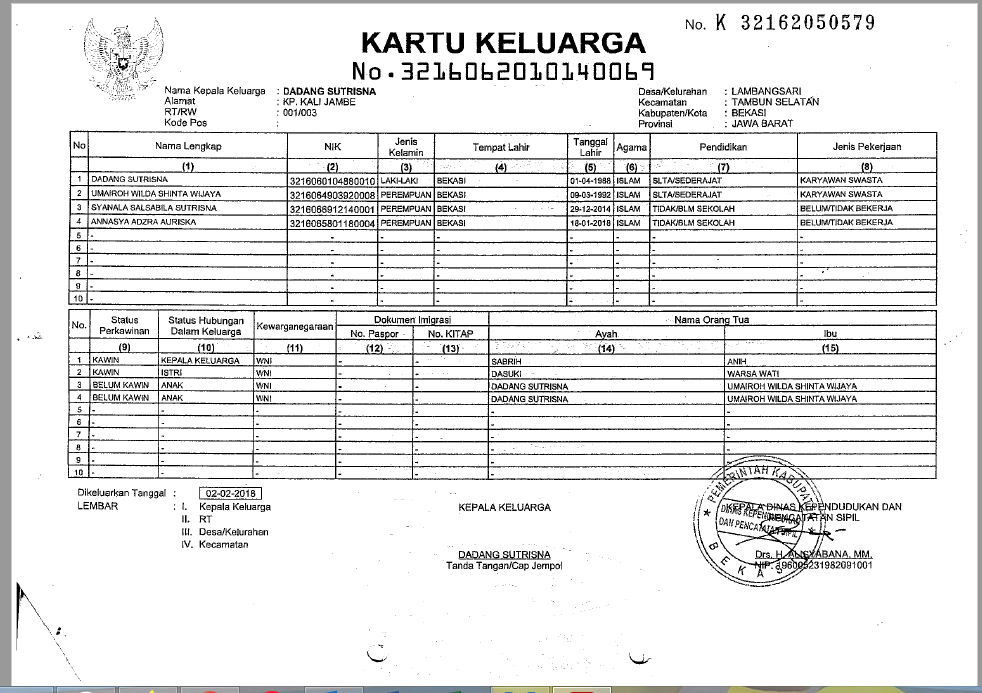 No. K 32162050579
KARTU KELUARGA
No. 3216062010140069
Nama Kepala Keluarga : DADANG SUTRISNA
Alamat : KP. KALI JAMBE
RT/RW : 001/003
Kode Pos :
Desa/Kelurahan : LAMBANGSARI
Kecamatan : TAMBUN SELATAN
Kabupaten/Kota : BEKASI
Provinsi : JAWA BARAT
No Nama Lengkap NIK Jenis Kelamin Tempat Lahir Tanggal Lahir Agama Pendidikan Jenis Pekerjaan
(1) (2) (3) (4) (5) (6) (7) (8)
1 DADANG SUTRISNA 3216060104880010 LAKI-LAKI BEKASI 01-04-1988 ISLAM SLTA/SEDERAJAT KARYAWAN SWASTA
2 UMAIROH WILDA SHINTA WIJAYA 3216064903920008 PEREMPUAN BEKASI 09-03-1992 ISLAM SLTA/SEDERAJAT KARYAWAN SWASTA
3 SYANALA SALSABILA SUTRISNA 3216066912140001 PEREMPUAN BEKASI 29-12-2014 ISLAM TIDAK/BLM SEKOLAH BELUM/TIDAK BEKERJA
4 ANNASYA ADZRA AURISKA 3216065801180004 PEREMPUAN BEKASI 18-01-2018 ISLAM TIDAK/BLM SEKOLAH BELUM/TIDAK BEKERJA
5 - - - - - - - -
6 - - - - - - - -
7 - - - - - - - -
8 - - - - - - - -
9 - - - - - - - -
10 - - - - - - - -
No. Status Perkawinan Status Hubungan Dalam Keluarga Kewarganegaraan Dokumen Imigrasi Nama Orang Tua
No. Paspor No. KITAP Ayah Ibu
(9) (10) (11) (12) (13) (14) (15)
1 KAWIN KEPALA KELUARGA WNI - - SABRIH ANIH
2 KAWIN ISTRI WNI - - DASUKI WARSA WATI
3 BELUM KAWIN ANAK WNI - - DADANG SUTRISNA UMAIROH WILDA SHINTA WIJAYA
4 BELUM KAWIN ANAK WNI - - DADANG SUTRISNA UMAIROH WILDA SHINTA WIJAYA
5 - - - - - - -
6 - - - - - - -
7 - - - - - - -
8 - - - - - - -
9 - - - - - - -
10 - - - - - - -
Dikeluarkan Tanggal : 02-02-2018
LEMBAR : I. Kepala Keluarga
II. RT
III. Desa/Kelurahan
IV. Kecamatan
KEPALA KELUARGA
DADANG SUTRISNA
Tanda Tangan/Cap Jempol
KEPALA DINAS KEPENDUDUKAN DAN
PENCATATAN SIPIL
Drs. H. ALISYABANA, MM.
NIP. 196005231982091001
PEMERINTAH KABUPATEN
DINAS KEPENDUDUKAN
DAN PENCATATAN SIPIL
BEKASI